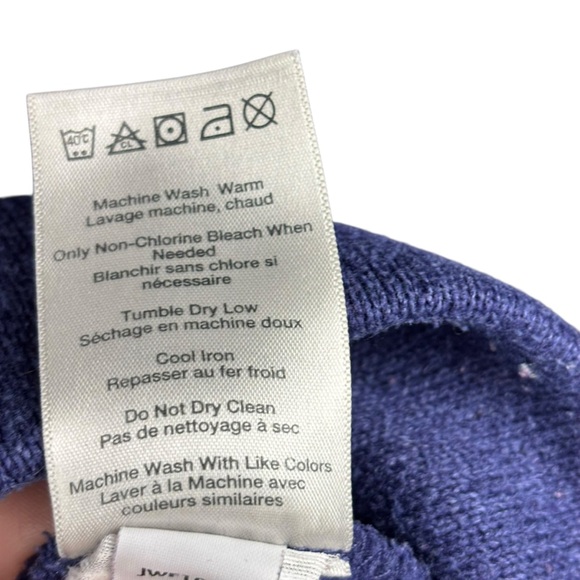 40°C
CL
Machine Wash Warm
Lavage machine, chaud
Only Non-Chlorine Bleach When
Needed
Blanchir sans chlore si
nécessaire
Tumble Dry Low
Séchage en machine doux
Cool Iron
Repasser au fer froid
Do Not Dry Clean
Pas de nettoyage à sec
Machine Wash With Like Colors
Laver à la Machine avec
couleurs similaires